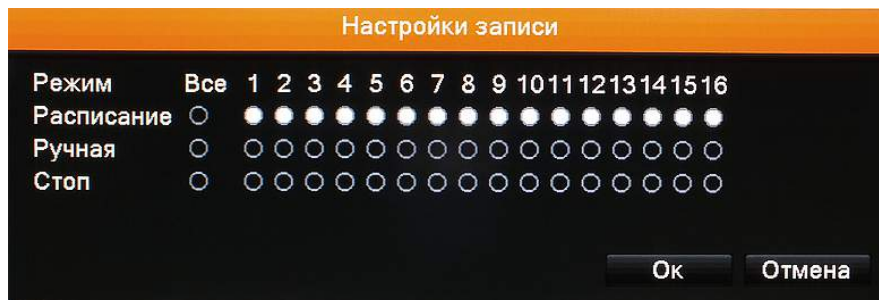 Настройки записи
Режим Все 1 2 3 4 5 6 7 8 9 10 11 12 13 14 15 16
Расписание
Ручная
Стоп
Ок Отмена